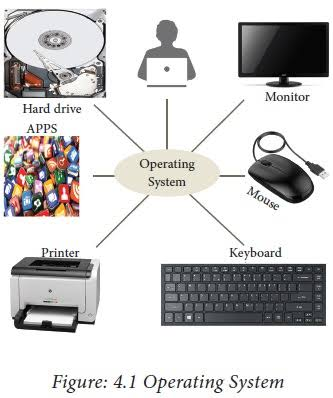 Hard drive
Monitor
APPS
Operating
System
Mouse
Printer
Keyboard
Figure: 4.1 Operating System